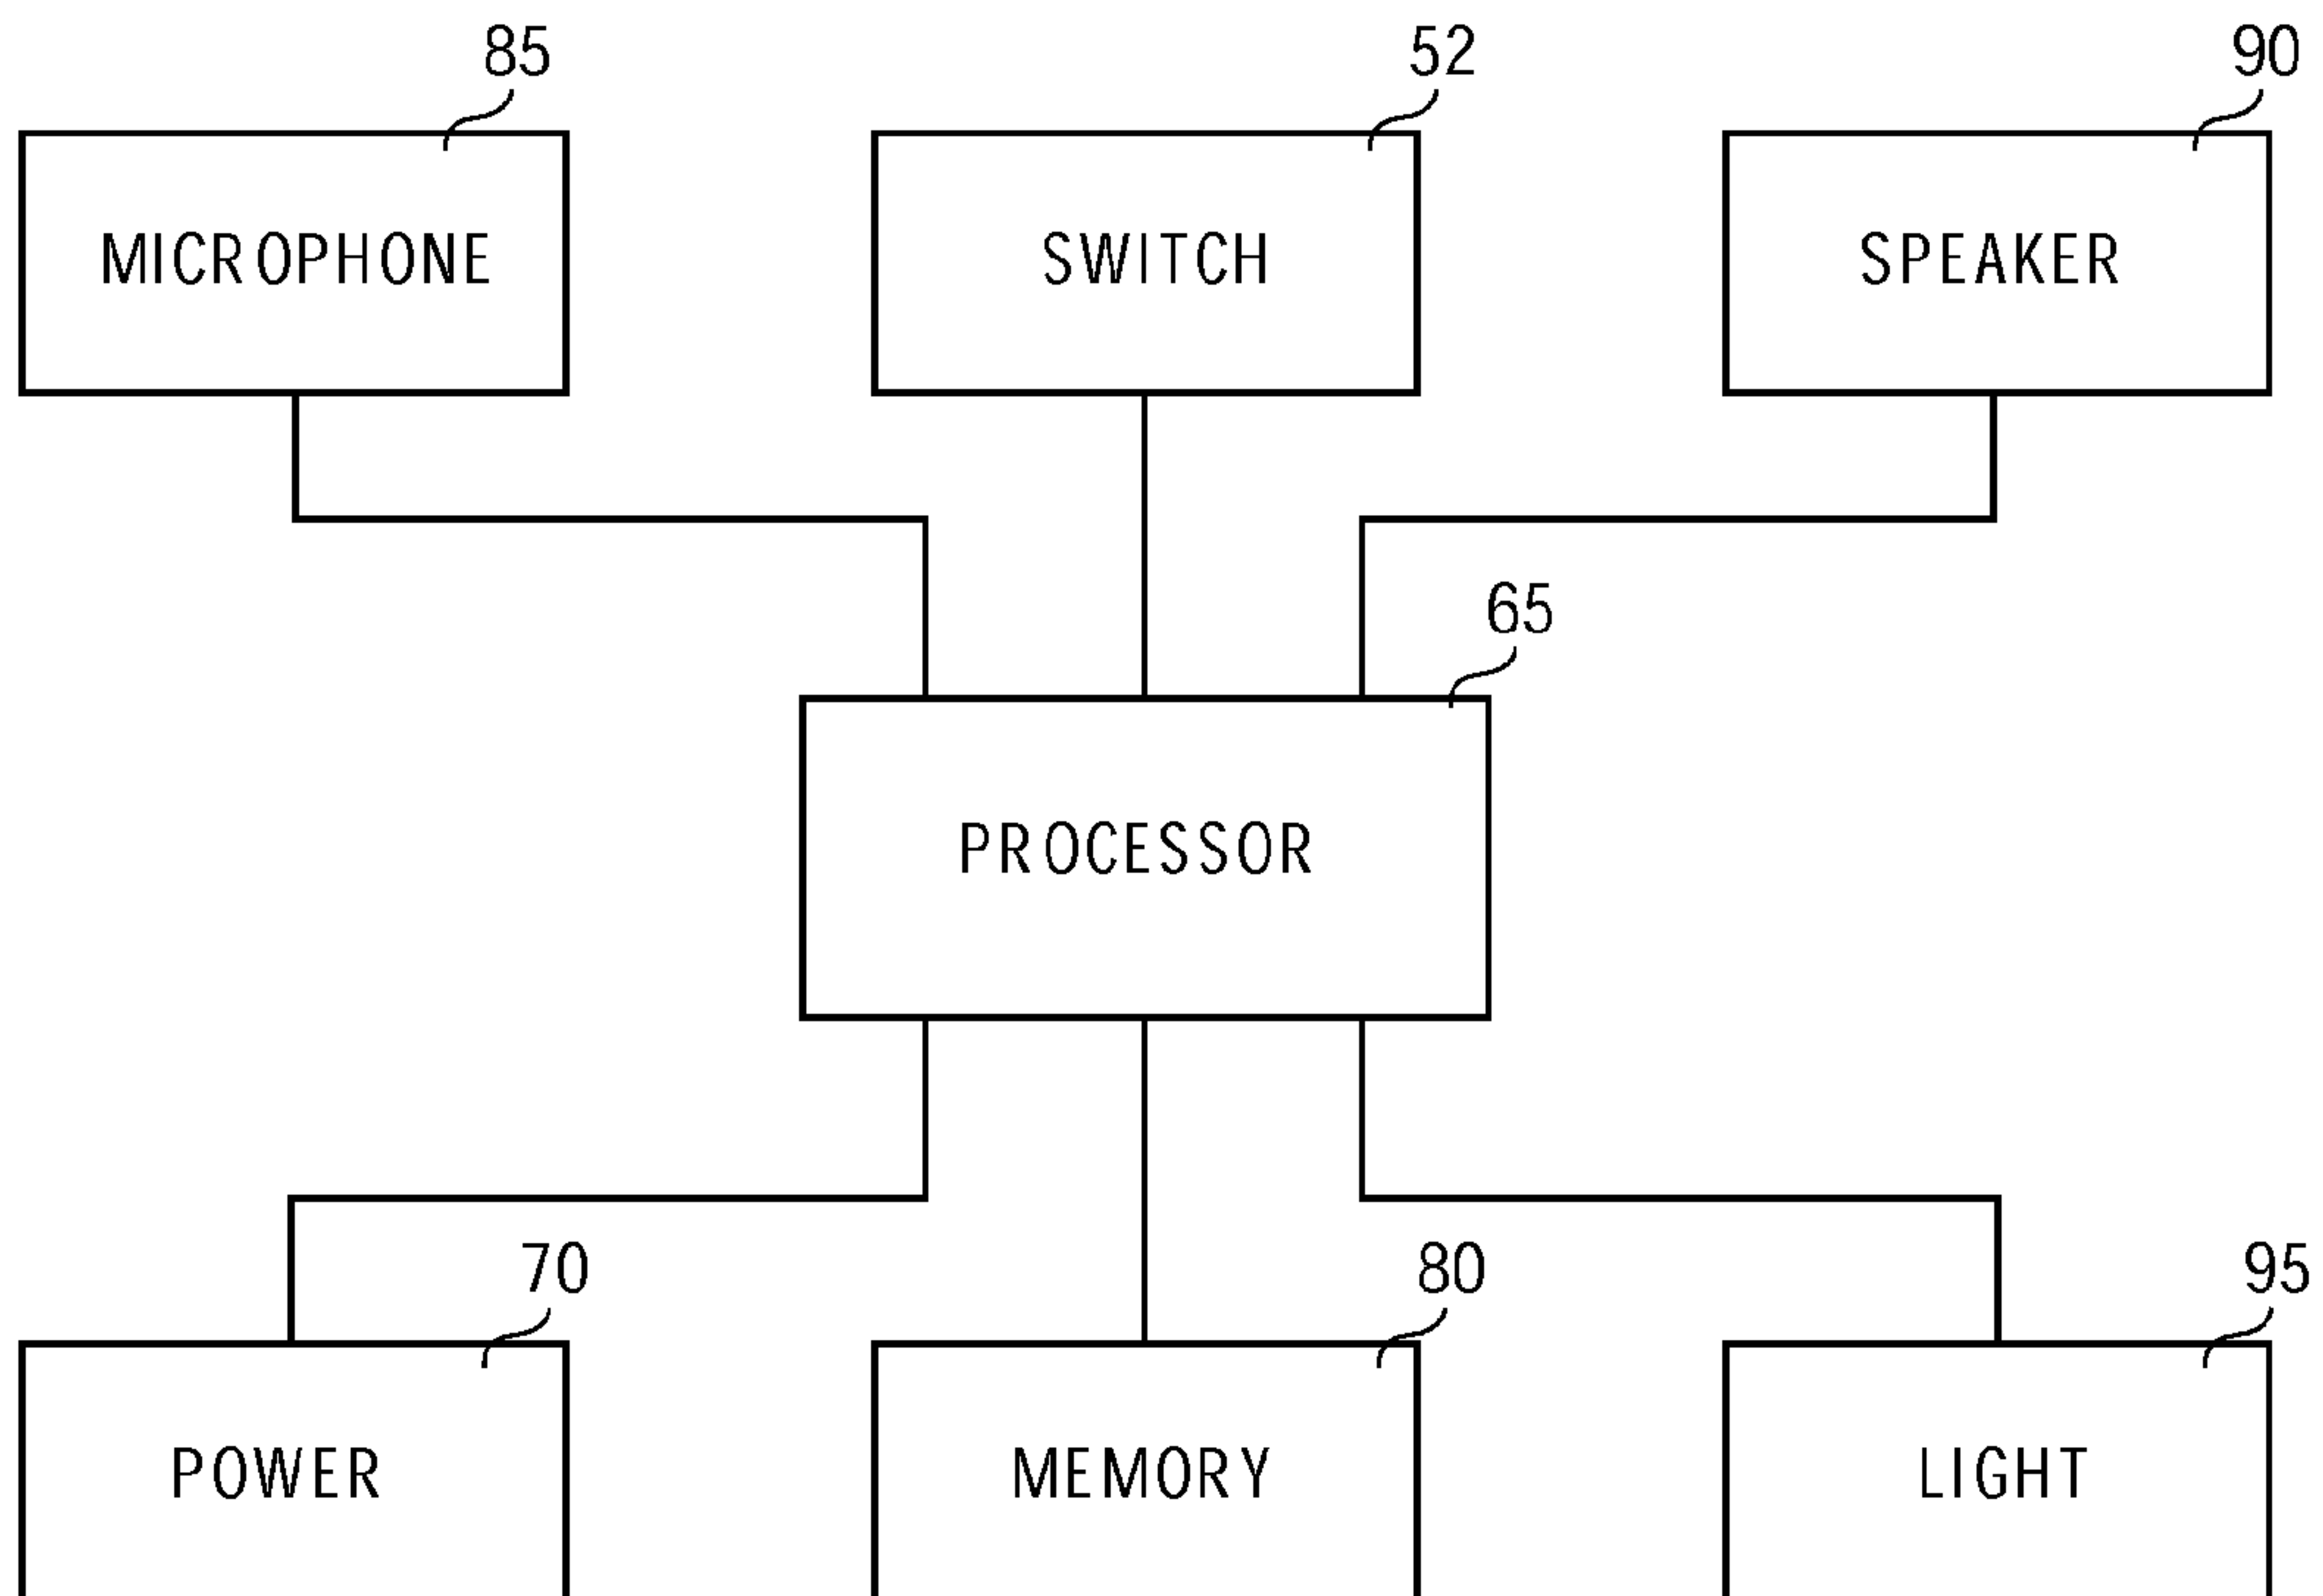 85 52 90
MICROPHONE SWITCH SPEAKER
65
PROCESSOR
70 80 95
POWER MEMORY LIGHT